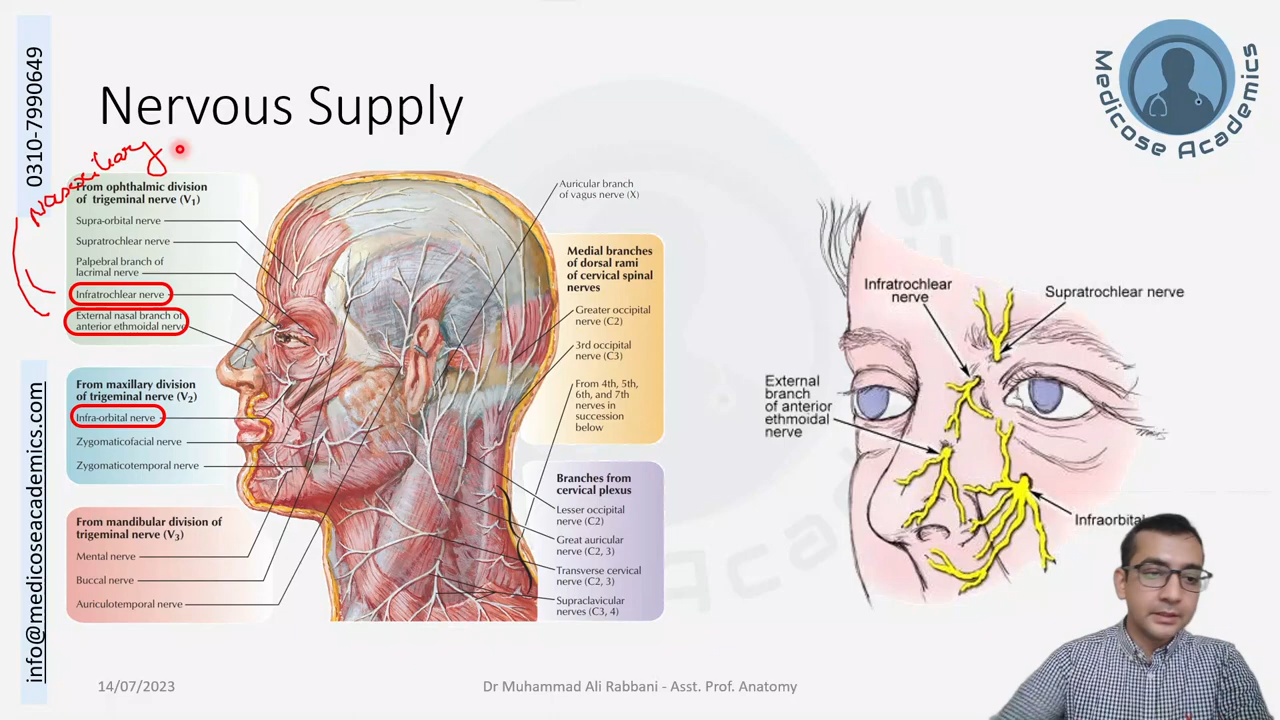 Nervous Supply
0310-7990649
info@medicoseacademics.com
Medicose Academics
From ophthalmic division
of trigeminal nerve (V₁)
Supra-orbital nerve
Supratrochlear nerve
Palpebral branch of
lacrimal nerve
Infratrochlear nerve
External nasal branch of
anterior ethmoidal nerve
From maxillary division
of trigeminal nerve (V₂)
Infra-orbital nerve
Zygomaticofacial nerve
Zygomaticotemporal nerve
From mandibular division of
trigeminal nerve (V₃)
Mental nerve
Buccal nerve
Auriculotemporal nerve
Auricular branch
of vagus nerve (X)
Medial branches
of dorsal rami
of cervical spinal
nerves
Greater occipital
nerve (C2)
3rd occipital
nerve (C3)
From 4th, 5th,
6th, and 7th
nerves in
succession
below
Branches from
cervical plexus
Lesser occipital
nerve (C2)
Great auricular
nerve (C2, 3)
Transverse cervical
nerve (C2, 3)
Supraclavicular
nerves (C3, 4)
Infratrochlear
nerve
Supratrochlear nerve
External
branch
of anterior
ethmoidal
nerve
Infraorbital
14/07/2023
Dr Muhammad Ali Rabbani - Asst. Prof. Anatomy